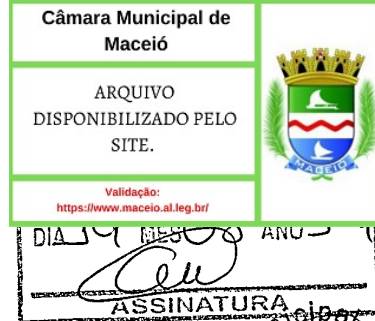 Câmara Municipal de
Maceió
ARQUIVO
DISPONIBILIZADO PELO
SITE.
Validação:
https://www.maceio.al.leg.br/
MACEIÓ
DIA MES ANO
ASSINATURA